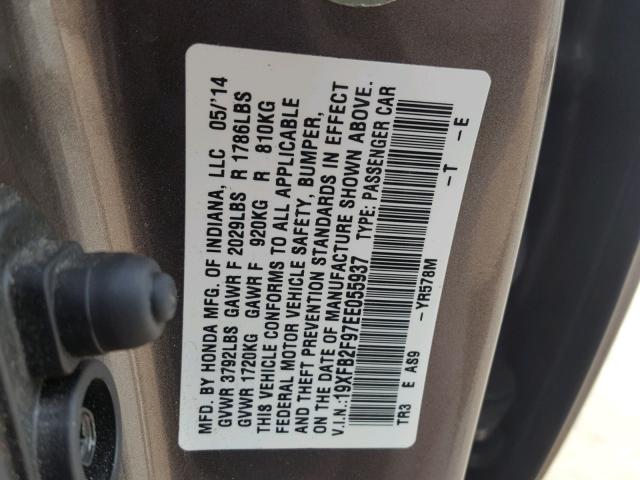 MFD. BY HONDA MFG. OF INDIANA, LLC 05/'14
GVWR 3792LBS GAWR F 2029LBS R 1786LBS
GVWR 1720KG GAWR F 920KG R 810KG
THIS VEHICLE CONFORMS TO ALL APPLICABLE
FEDERAL MOTOR VEHICLE SAFETY, BUMPER,
AND THEFT PREVENTION STANDARDS IN EFFECT
ON THE DATE OF MANUFACTURE SHOWN ABOVE.
V.I.N.:19XFB2F97EE055937 TYPE: PASSENGER CAR
TR3 E AS9 -YR578M -T -E